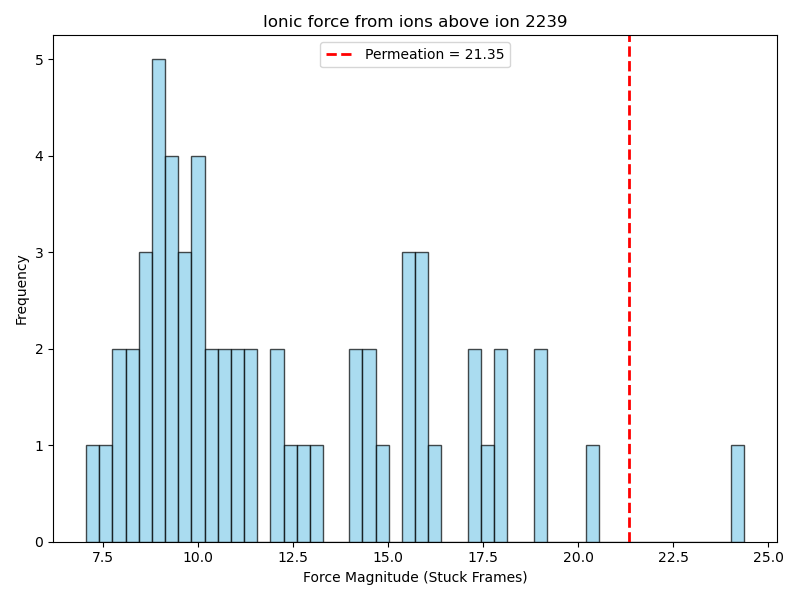 Ionic force from ions above ion 2239
Permeation = 21.35
Frequency
5
4
3
2
1
0
7.5 10.0 12.5 15.0 17.5 20.0 22.5 25.0
Force Magnitude (Stuck Frames)